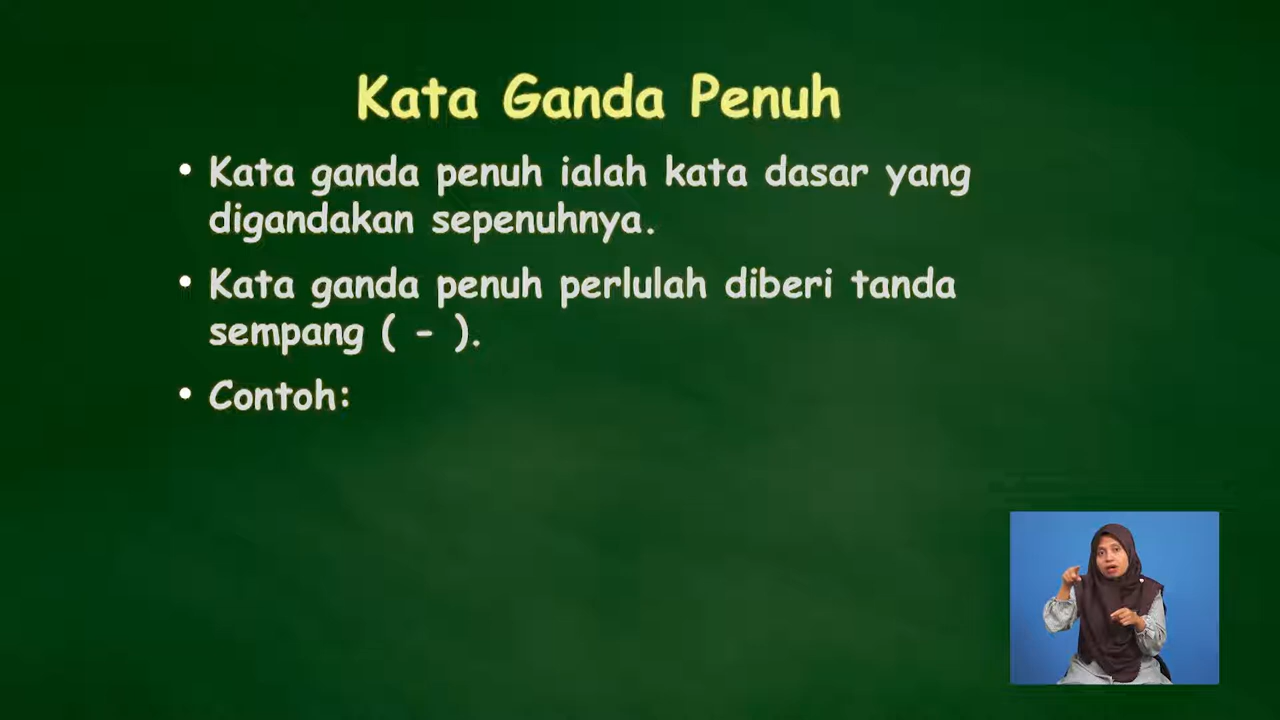 Kata Ganda Penuh
• Kata ganda penuh ialah kata dasar yang
digandakan sepenuhnya.
• Kata ganda penuh perlulah diberi tanda
sempang ( - ).
• Contoh: